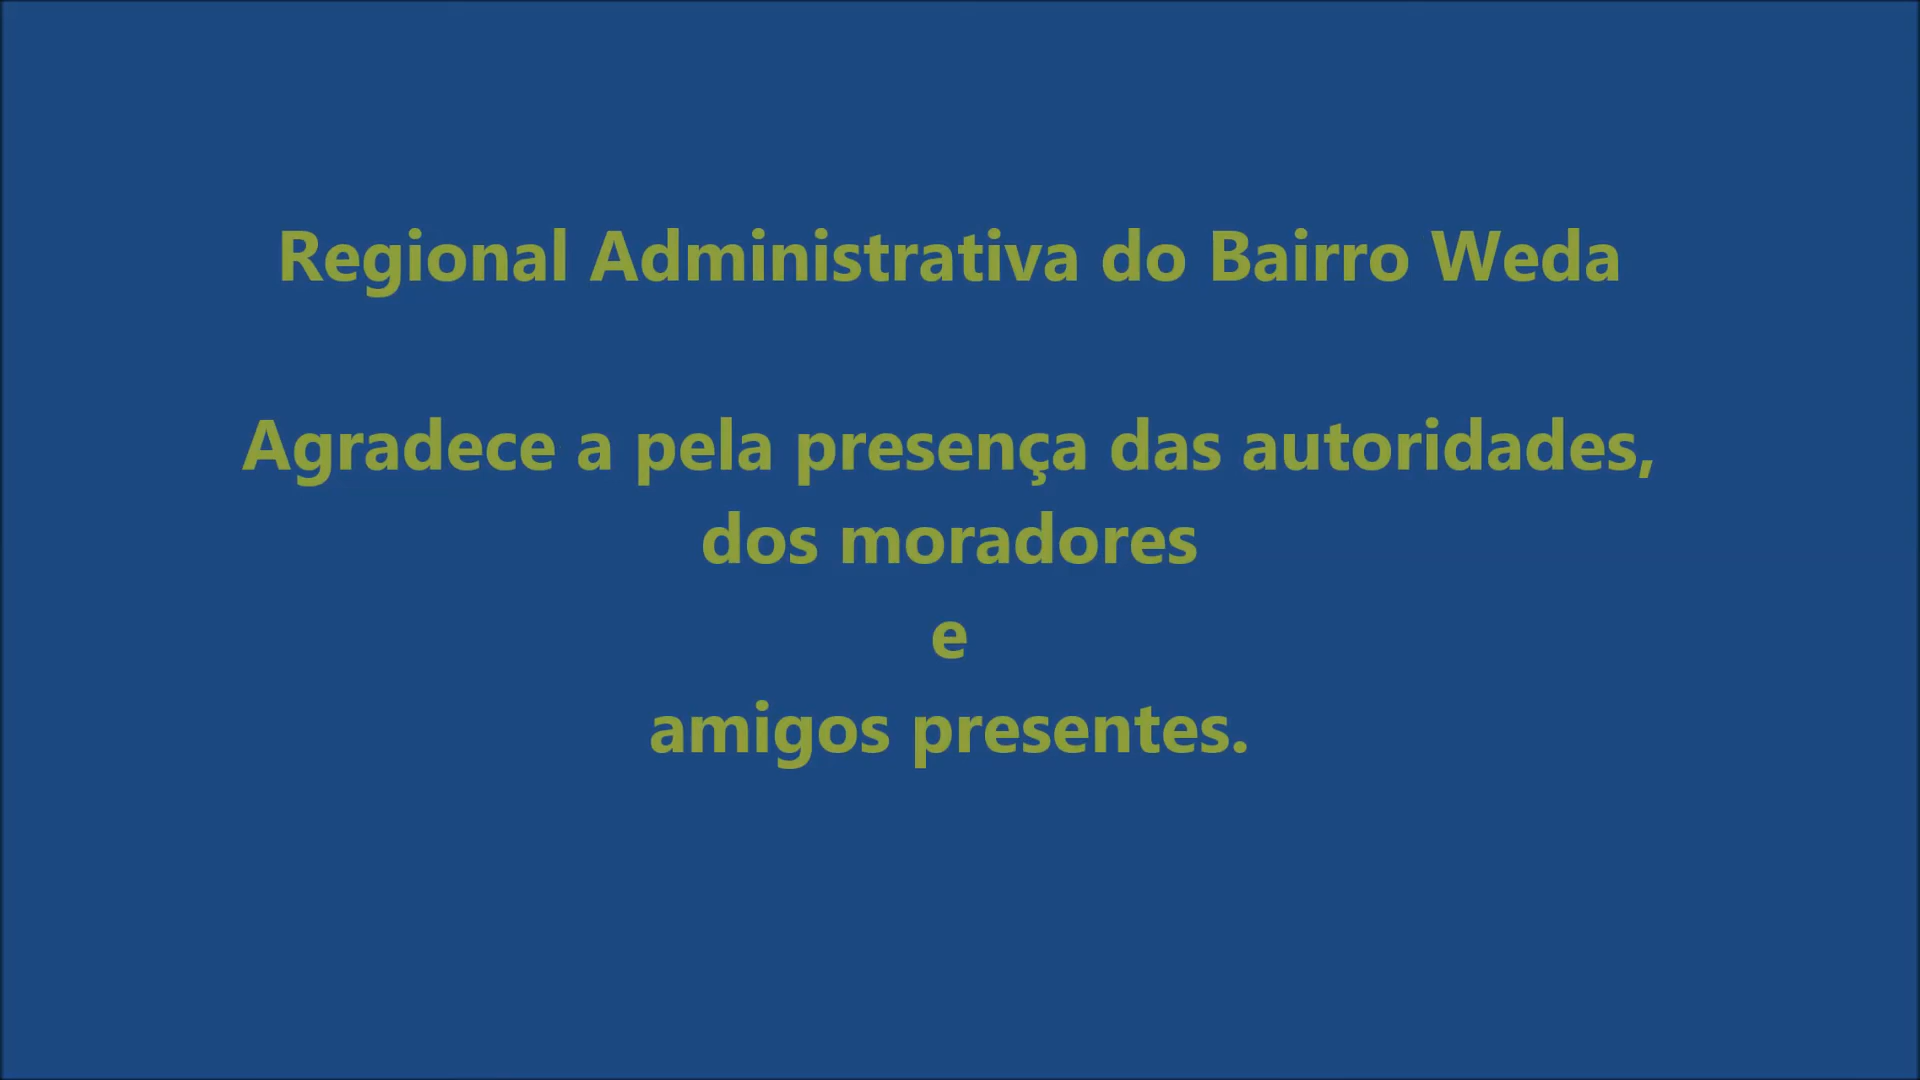 Regional Administrativa do Bairro Weda
Agradece a pela presença das autoridades,
dos moradores
e
amigos presentes.